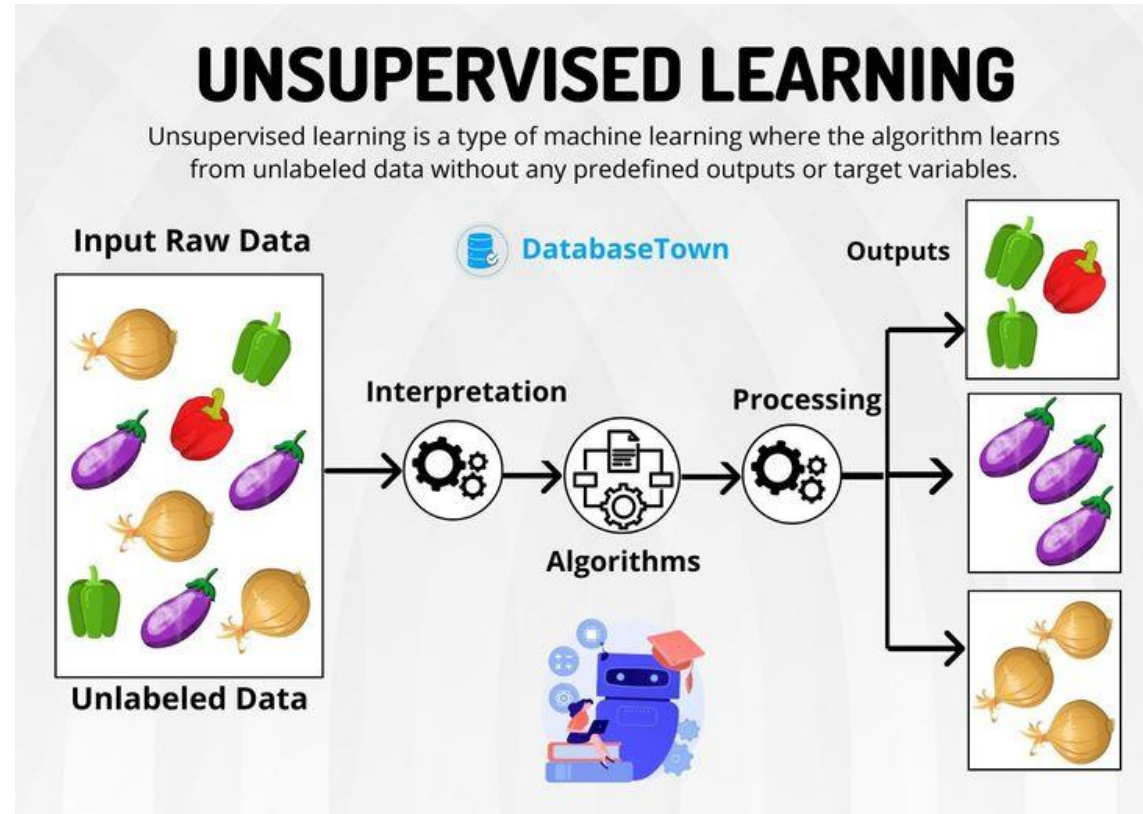 UNSUPERVISED LEARNING
Unsupervised learning is a type of machine learning where the algorithm learns
from unlabeled data without any predefined outputs or target variables.
Input Raw Data
DatabaseTown
Outputs
Interpretation
Processing
Algorithms
Unlabeled Data